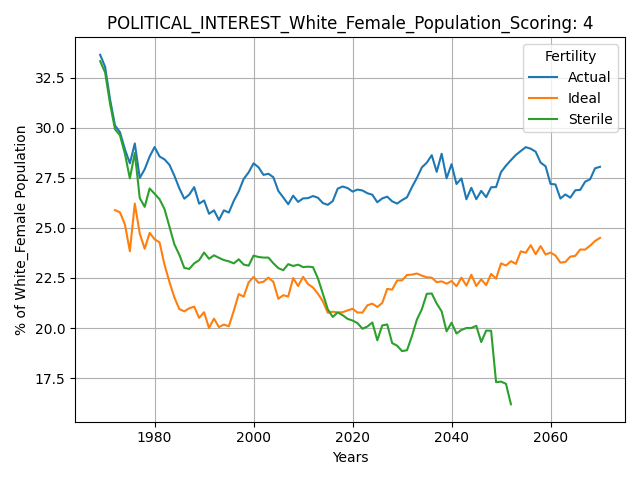 POLITICAL_INTEREST_White_Female_Population_Scoring: 4
Fertility
Actual
Ideal
Sterile
% of White_Female Population
32.5
30.0
27.5
25.0
22.5
20.0
17.5
1980
2000
2020
2040
2060
Years